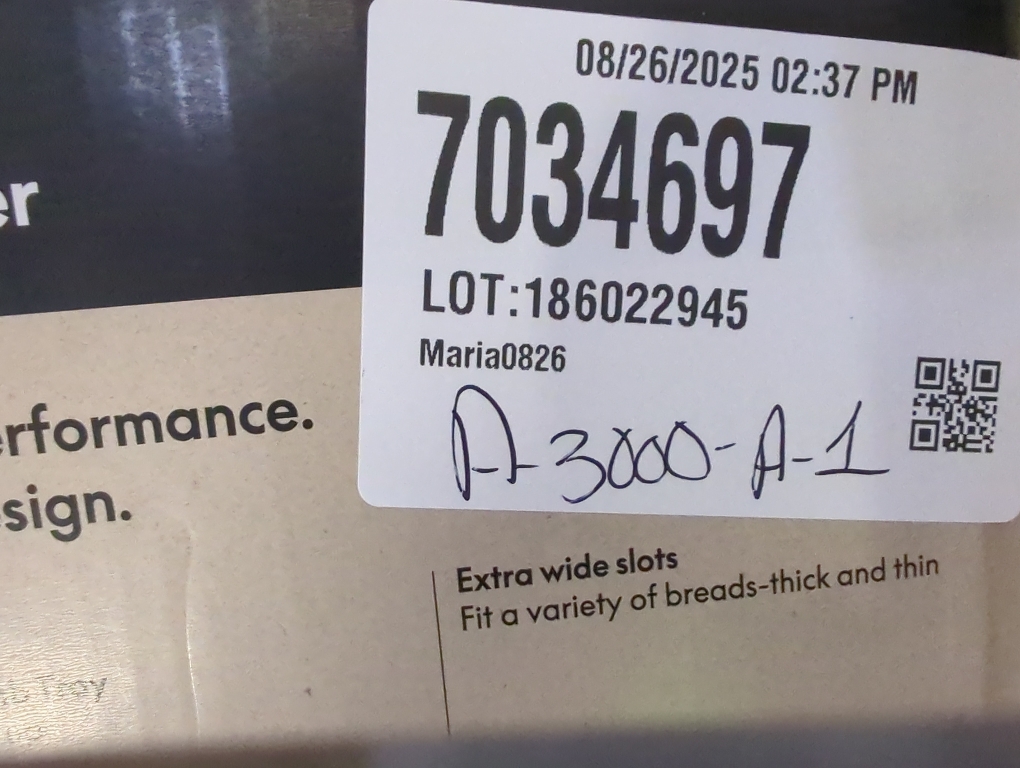 08/26/2025 02:37 PM
7034697
LOT:186022945
Maria0826
A-3000-A-1
er
erformance.
sign.
Extra wide slots
Fit a variety of breads-thick and thin